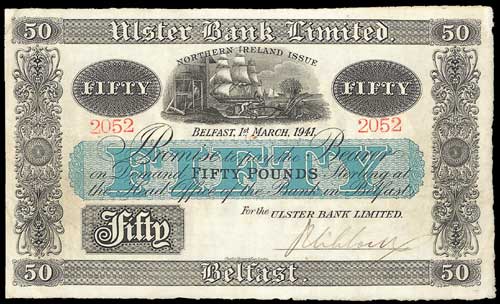 50 Ulster Bank Limited. 50
NORTHERN IRELAND ISSUE
FIFTY FIFTY
2052 2052
BELFAST, 1st MARCH, 1941.
FIFTY
Promise to pay the Bearer
on Demand FIFTY POUNDS Sterling at
the Head Office of the Bank in Belfast
For the ULSTER BANK LIMITED.
Fifty
50 Belfast. 50